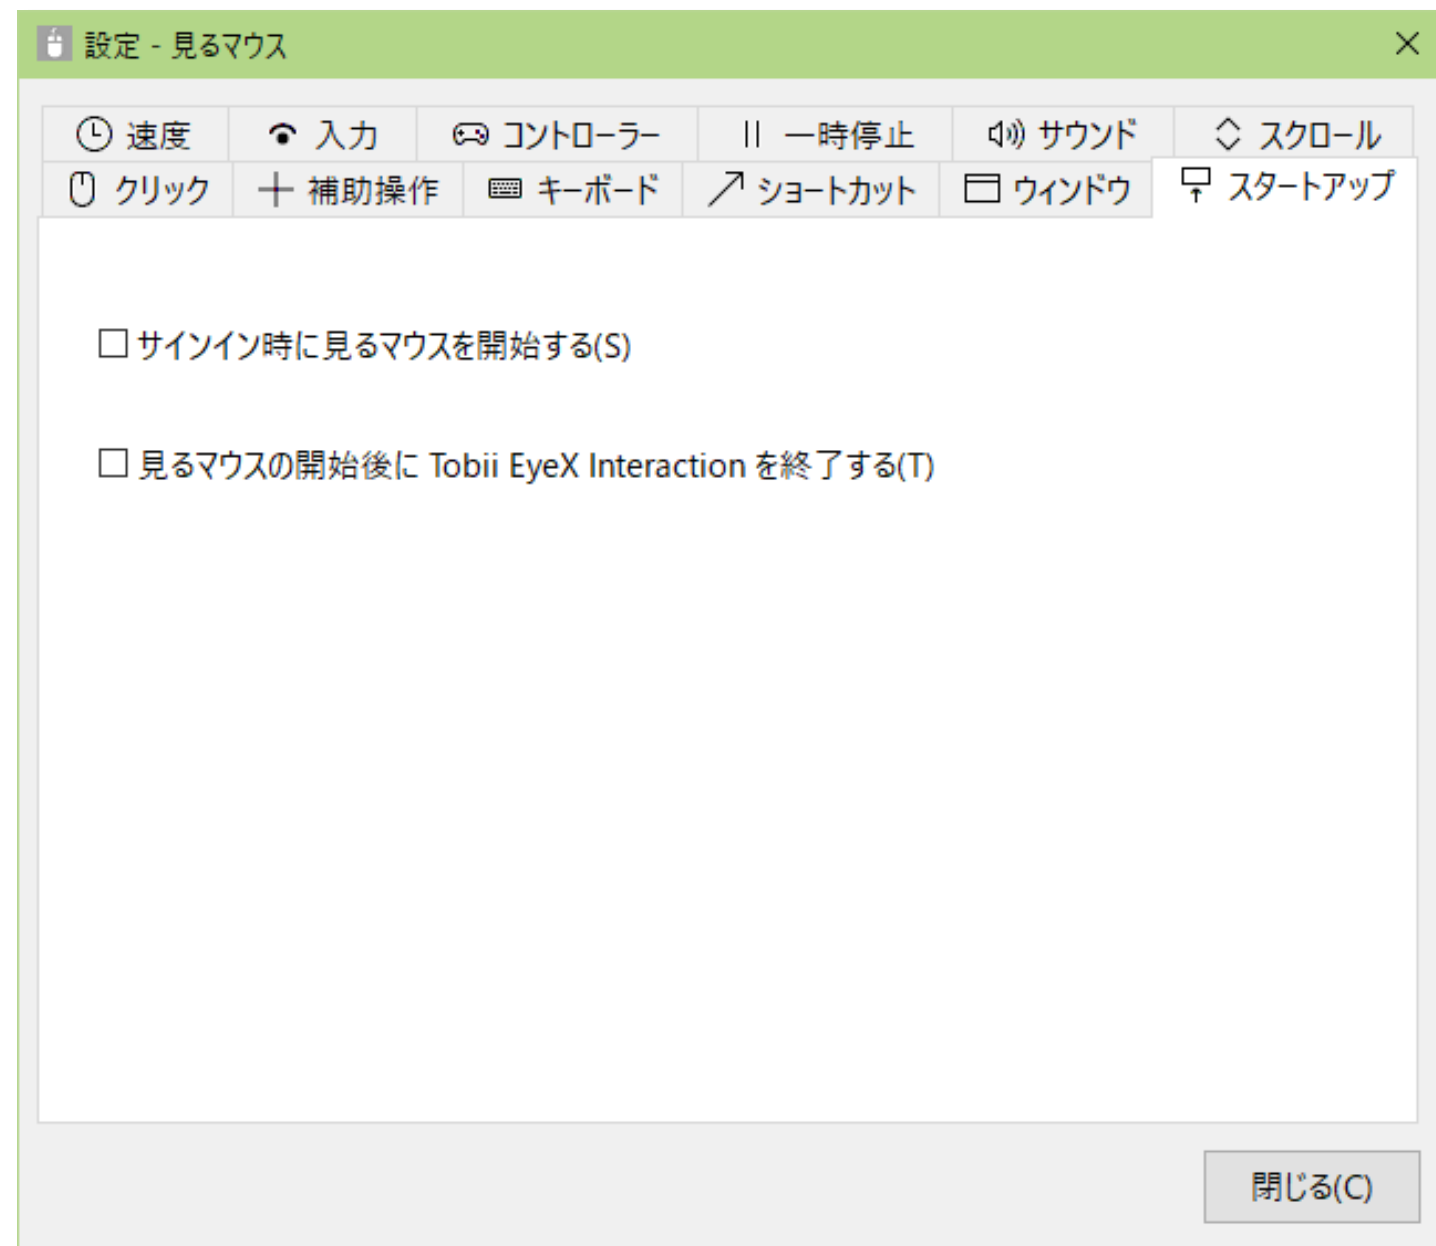 設定 - 見るマウス
速度 入力 コントローラー 一時停止 サウンド スクロール
クリック 補助操作 キーボード ショートカット ウィンドウ スタートアップ
サインイン時に見るマウスを開始する(S)
見るマウスの開始後に Tobii EyeX Interaction を終了する(T)
閉じる(C)